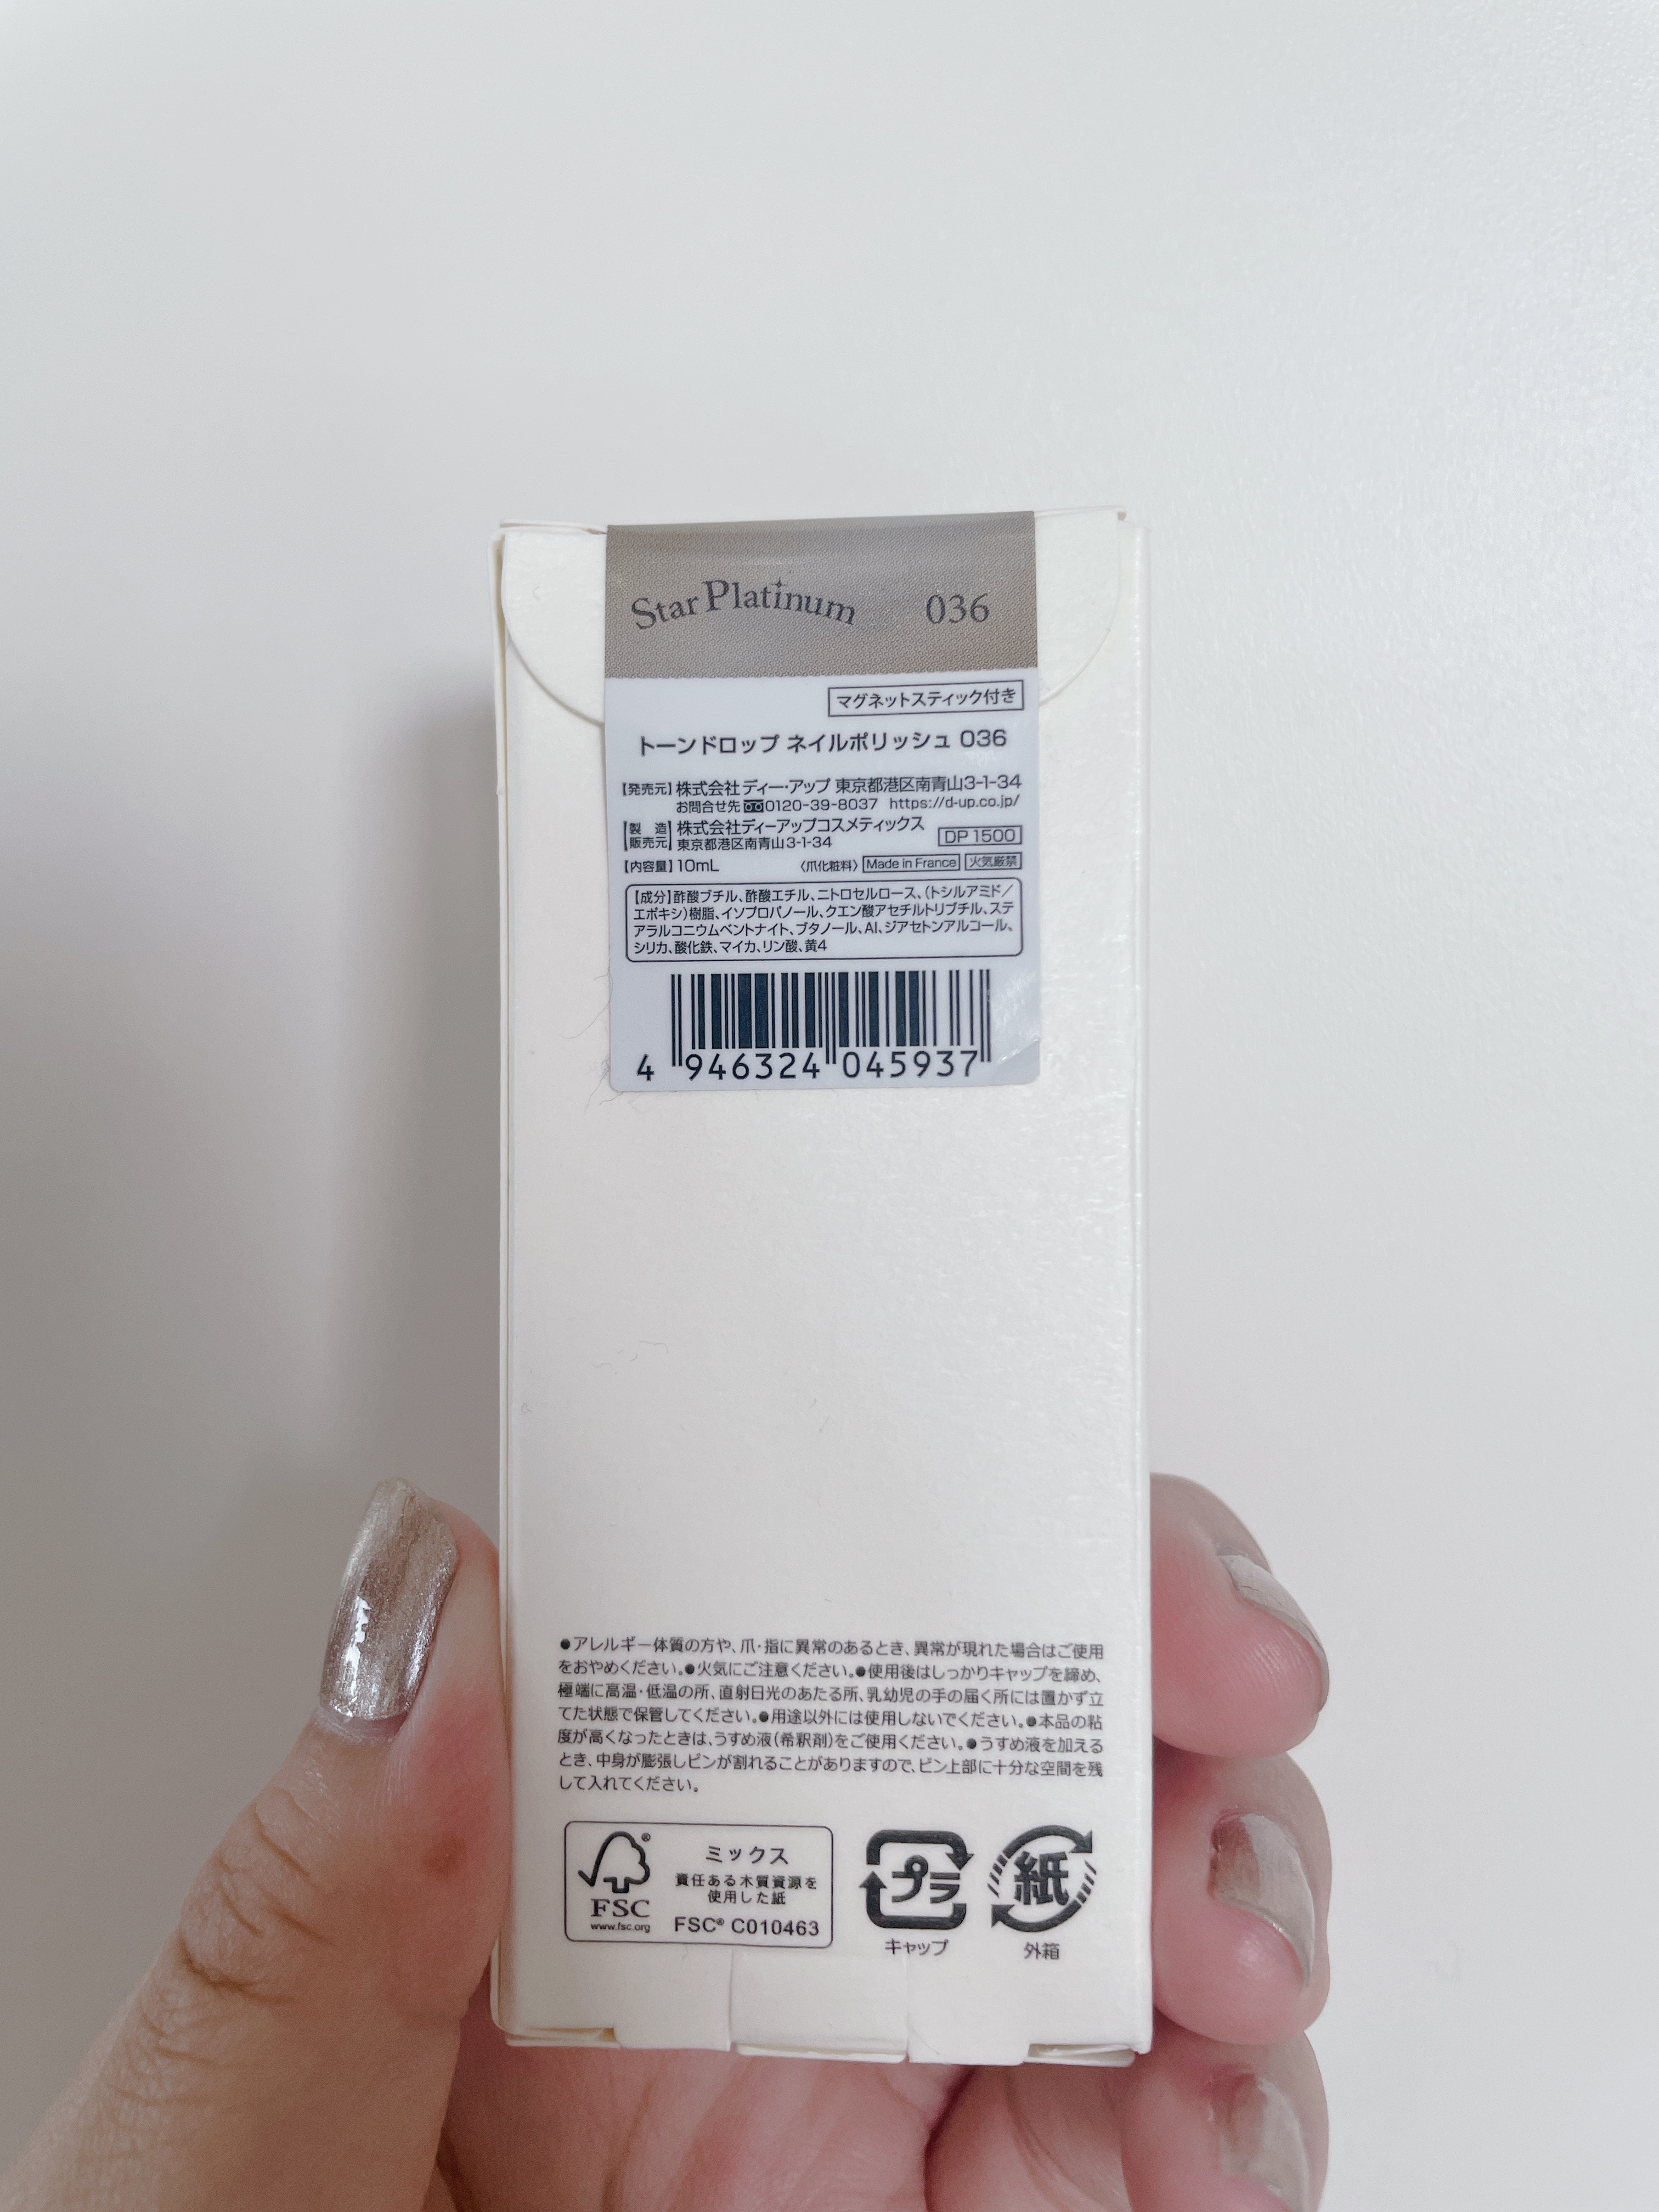 Star Platinum 036
マグネットスティック付き
トーンドロップ ネイルポリッシュ 036
【発売元】株式会社 ディー・アップ 東京都港区南青山3-1-34
お問合せ先 0120-39-8037 https://d-up.co.jp/
【製造販売元】株式会社ディーアップコスメティックス
東京都港区南青山3-1-34 DP 1500
【内容量】10mL 〈爪化粧料〉 Made in France 火気厳禁
【成分】酢酸ブチル、酢酸エチル、ニトロセルロース、(トシルアミド/
エポキシ)樹脂、イソプロパノール、クエン酸アセチルトリブチル、ステ
アラルコニウムベントナイト、ブタノール、Al、ジアセトンアルコール、
シリカ、酸化鉄、マイカ、リン酸、黄4
4 946324 045937
●アレルギー体質の方や、爪・指に異常のあるとき、異常が現れた場合はご使用
をおやめください。●火気にご注意ください。●使用後はしっかりキャップを締め、
極端に高温・低温の所、直射日光のあたる所、乳幼児の手の届く所には置かず立
てた状態で保管してください。●用途以外には使用しないでください。●本品の粘
度が高くなったときは、うすめ液(希釈剤)をご使用ください。●うすめ液を加える
とき、中身が膨張しビンが割れることがありますので、ビン上部に十分な空間を残
して入れてください。
FSC®
www.fsc.org
ミックス
責任ある木質資源を
使用した紙
FSC® C010463
プラ
キャップ
紙
外箱